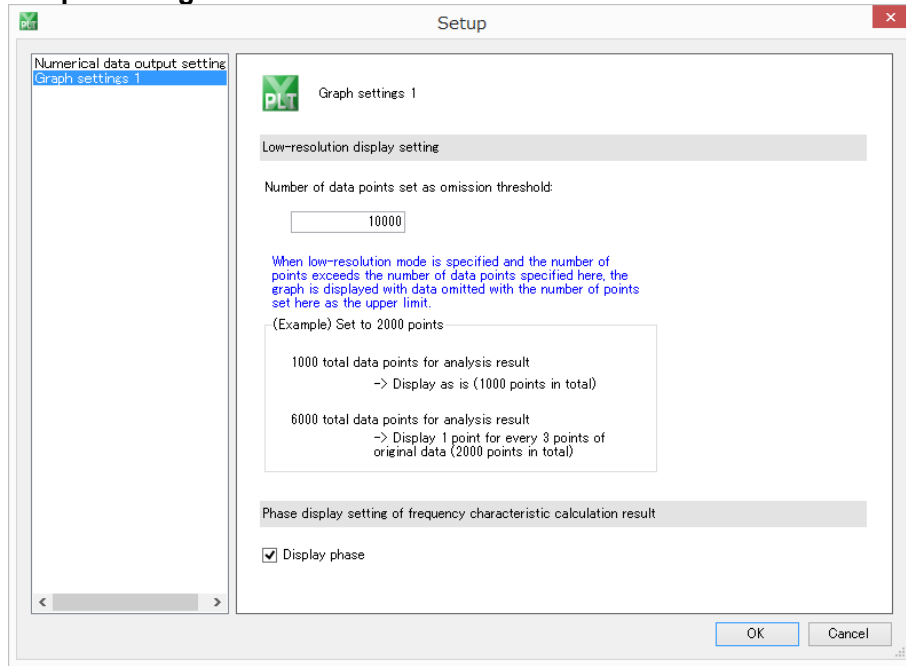 Setup
Numerical data output setting
Graph settings 1
PLT
Graph settings 1
Low-resolution display setting
Number of data points set as omission threshold:
10000
When low-resolution mode is specified and the number of
points exceeds the number of data points specified here, the
graph is displayed with data omitted with the number of points
set here as the upper limit.
(Example) Set to 2000 points
1000 total data points for analysis result
-> Display as is (1000 points in total)
6000 total data points for analysis result
-> Display 1 point for every 3 points of
original data (2000 points in total)
Phase display setting of frequency characteristic calculation result
Display phase
OK Cancel